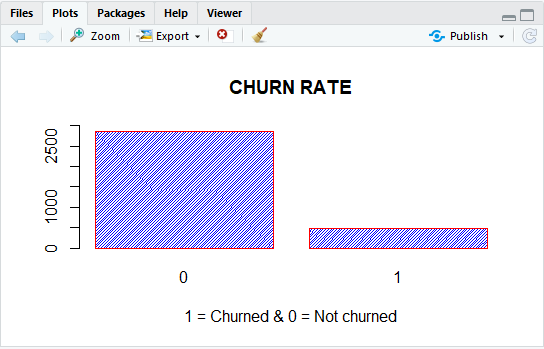 Files Plots Packages Help Viewer
Zoom Export Publish
CHURN RATE
2500
1000
0
0 1
1 = Churned & 0 = Not churned